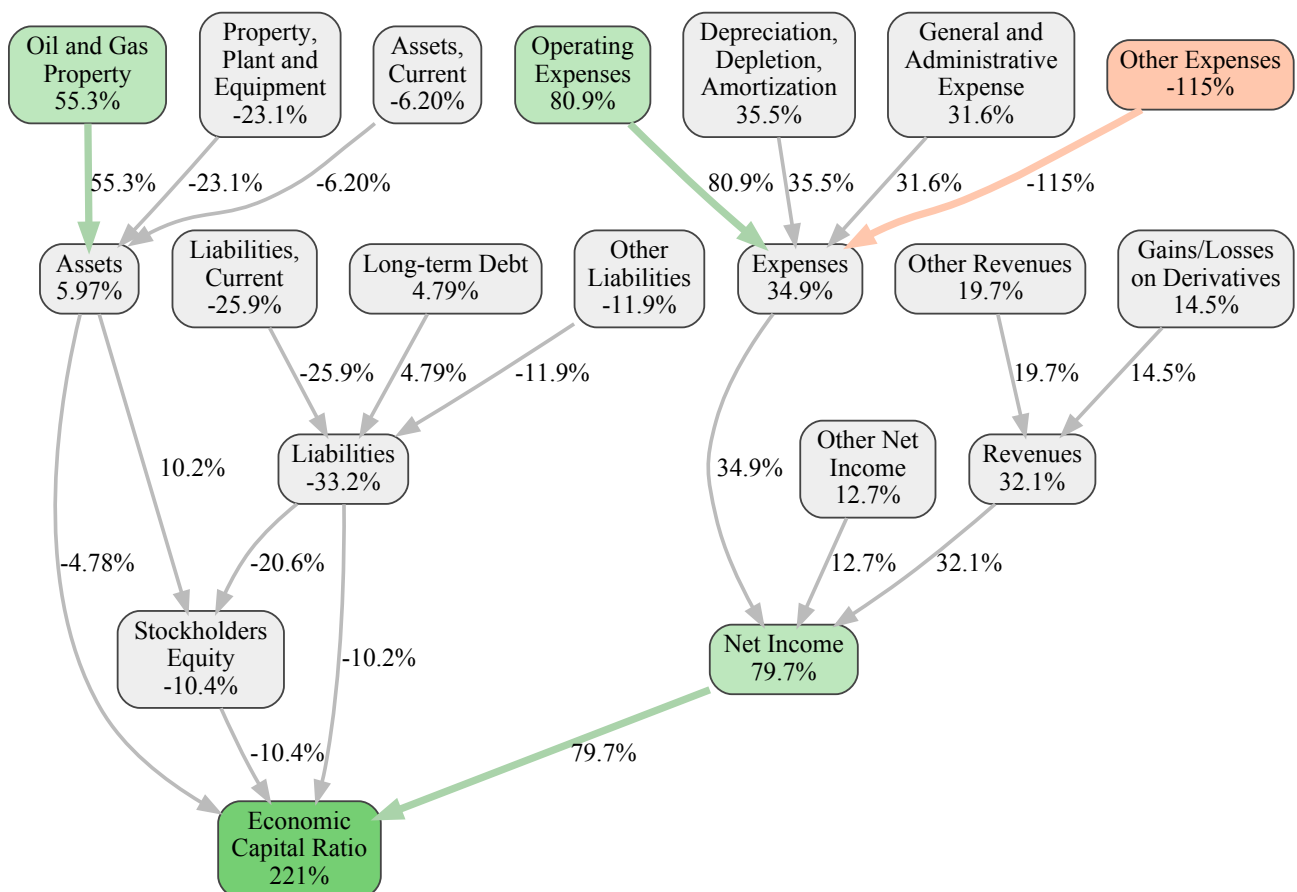 Oil and Gas
Property
55.3%
Property,
Plant and
Equipment
-23.1%
Assets,
Current
-6.20%
Operating
Expenses
80.9%
Depreciation,
Depletion,
Amortization
35.5%
General and
Administrative
Expense
31.6%
Other Expenses
-115%
55.3%
-23.1%
-6.20%
80.9%
35.5%
31.6%
-115%
Assets
5.97%
Liabilities,
Current
-25.9%
Long-term Debt
4.79%
Other
Liabilities
-11.9%
Expenses
34.9%
Other Revenues
19.7%
Gains/Losses
on Derivatives
14.5%
-25.9%
4.79%
-11.9%
19.7%
14.5%
Liabilities
-33.2%
Other Net
Income
12.7%
Revenues
32.1%
10.2%
34.9%
-4.78%
-20.6%
12.7%
32.1%
Stockholders
Equity
-10.4%
-10.2%
Net Income
79.7%
-10.4%
79.7%
Economic
Capital Ratio
221%